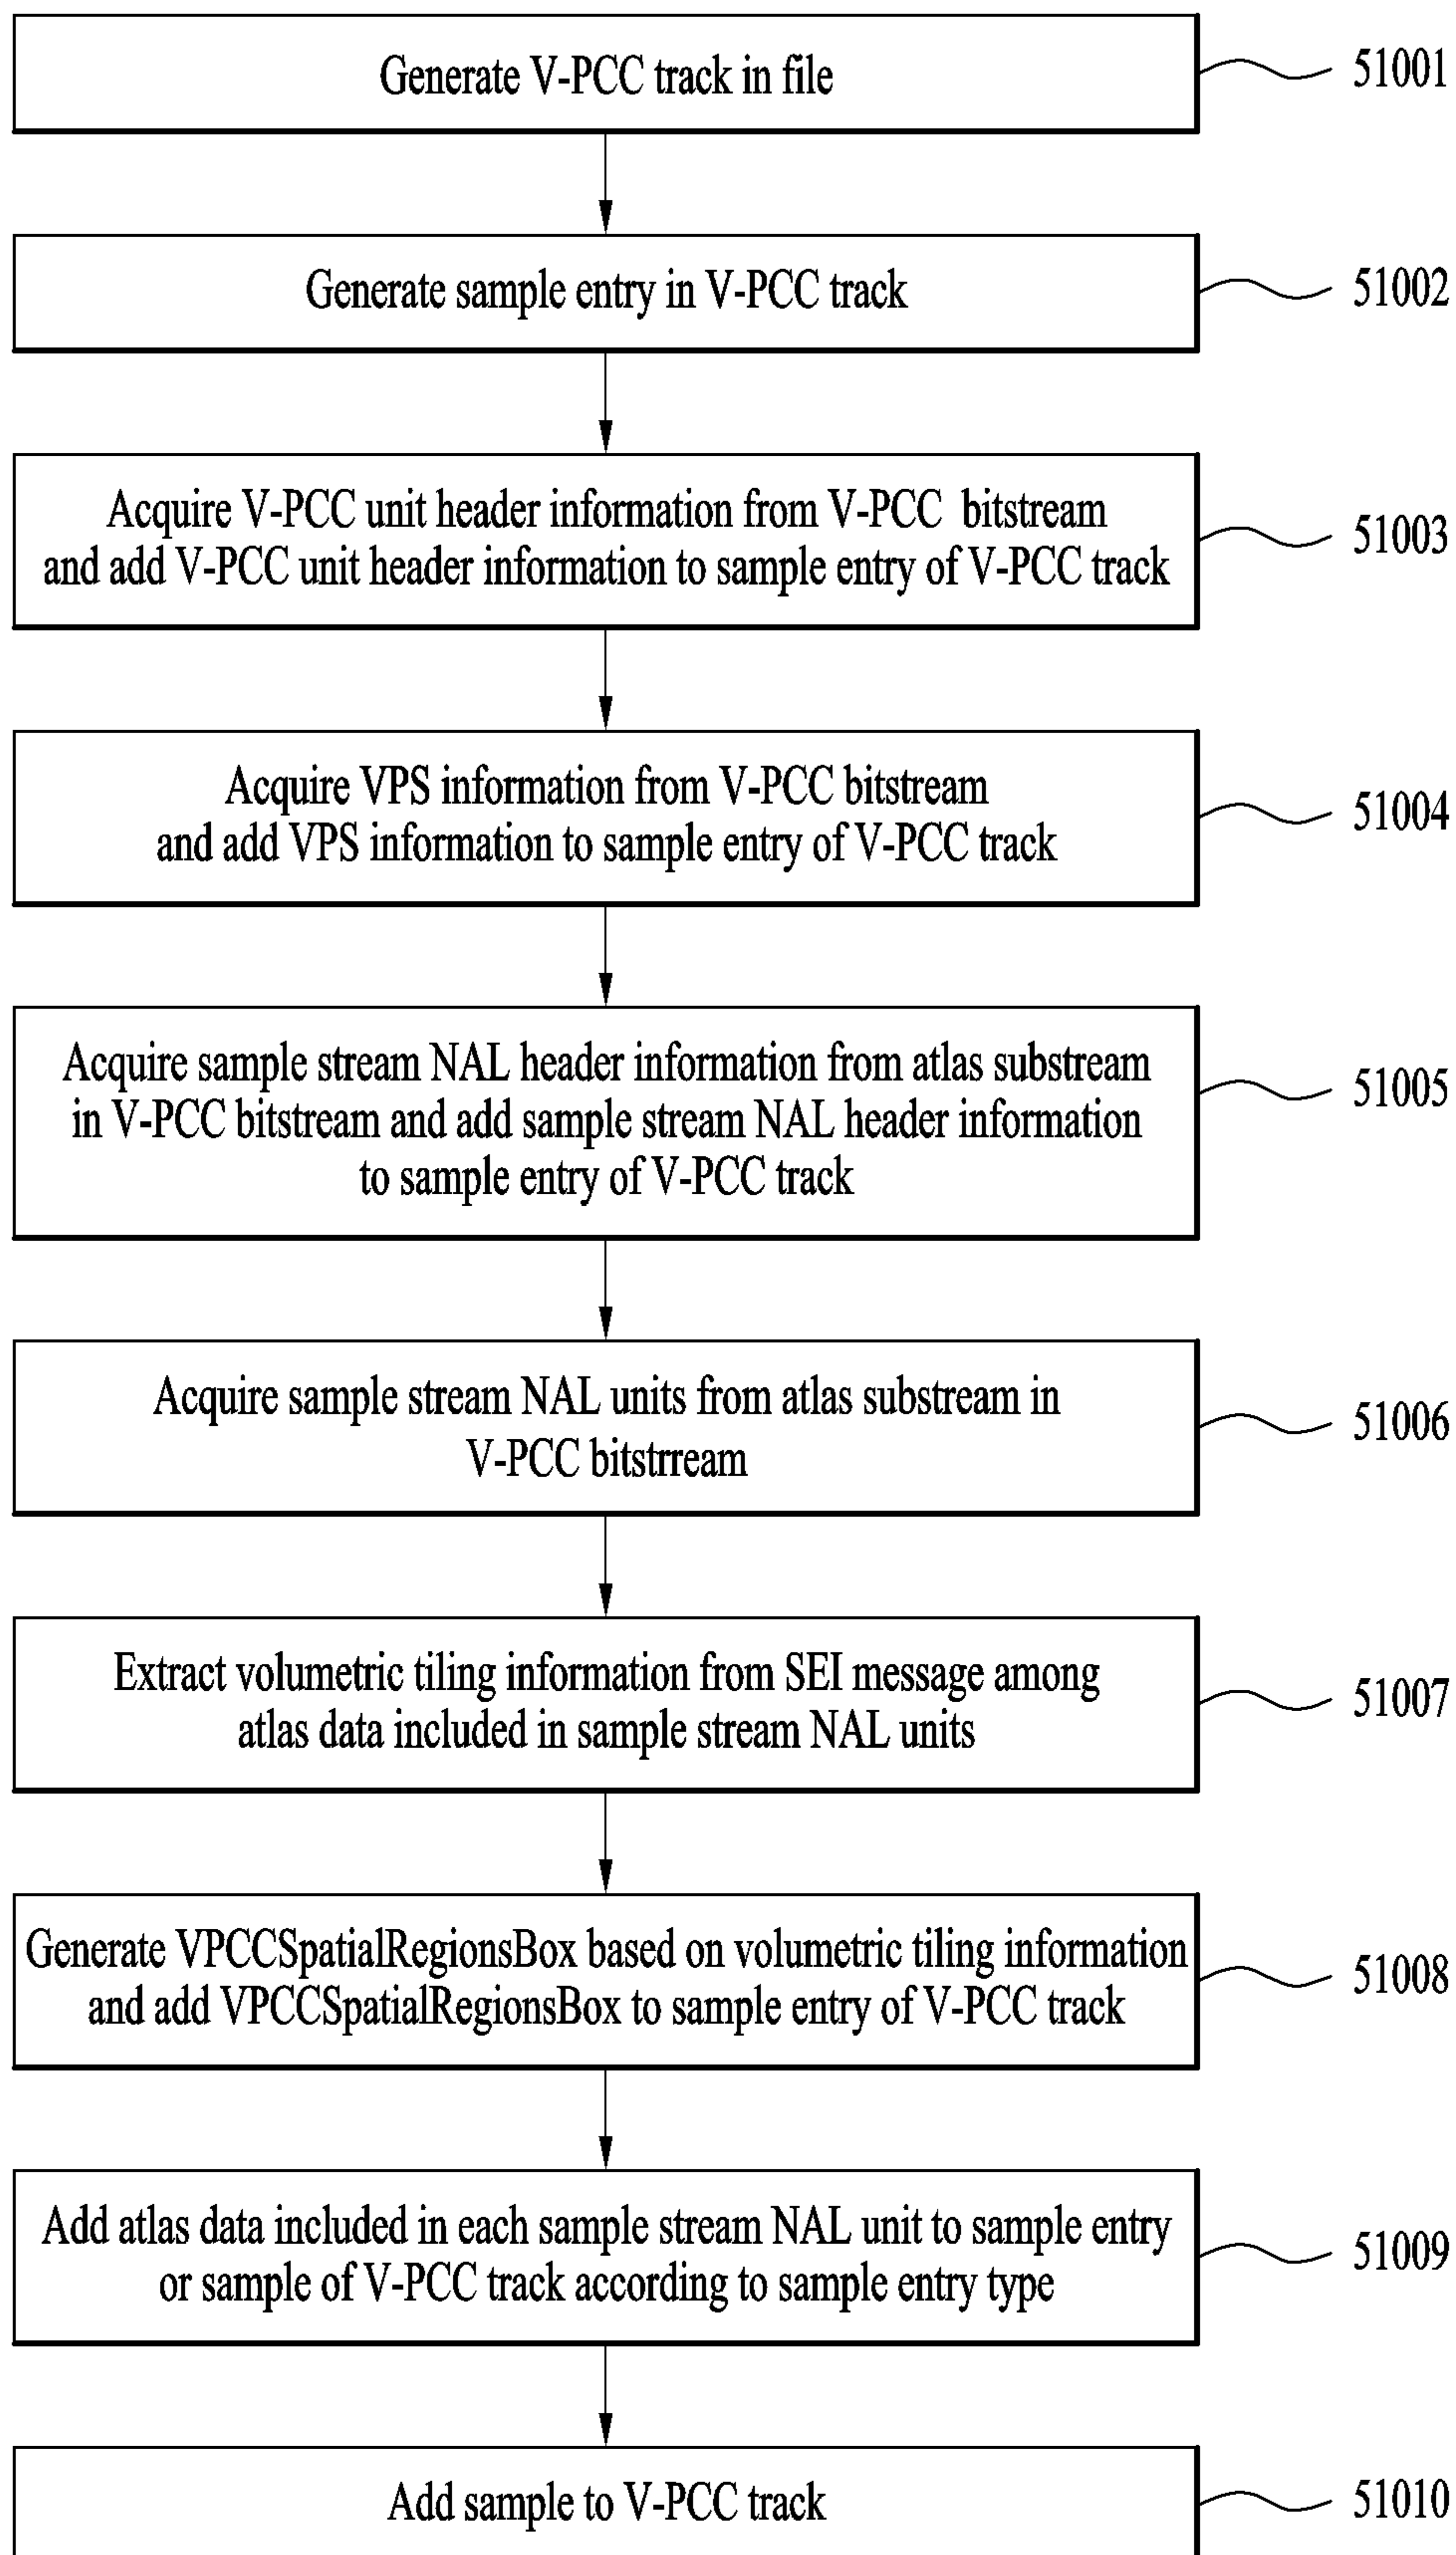 Generate V-PCC track in file
51001
Generate sample entry in V-PCC track
51002
Acquire V-PCC unit header information from V-PCC bitstream
and add V-PCC unit header information to sample entry of V-PCC track
51003
Acquire VPS information from V-PCC bitstream
and add VPS information to sample entry of V-PCC track
51004
Acquire sample stream NAL header information from atlas substream
in V-PCC bitstream and add sample stream NAL header information
to sample entry of V-PCC track
51005
Acquire sample stream NAL units from atlas substream in
V-PCC bitstrream
51006
Extract volumetric tiling information from SEI message among
atlas data included in sample stream NAL units
51007
Generate VPCCSpatialRegionsBox based on volumetric tiling information
and add VPCCSpatialRegionsBox to sample entry of V-PCC track
51008
Add atlas data included in each sample stream NAL unit to sample entry
or sample of V-PCC track according to sample entry type
51009
Add sample to V-PCC track
51010